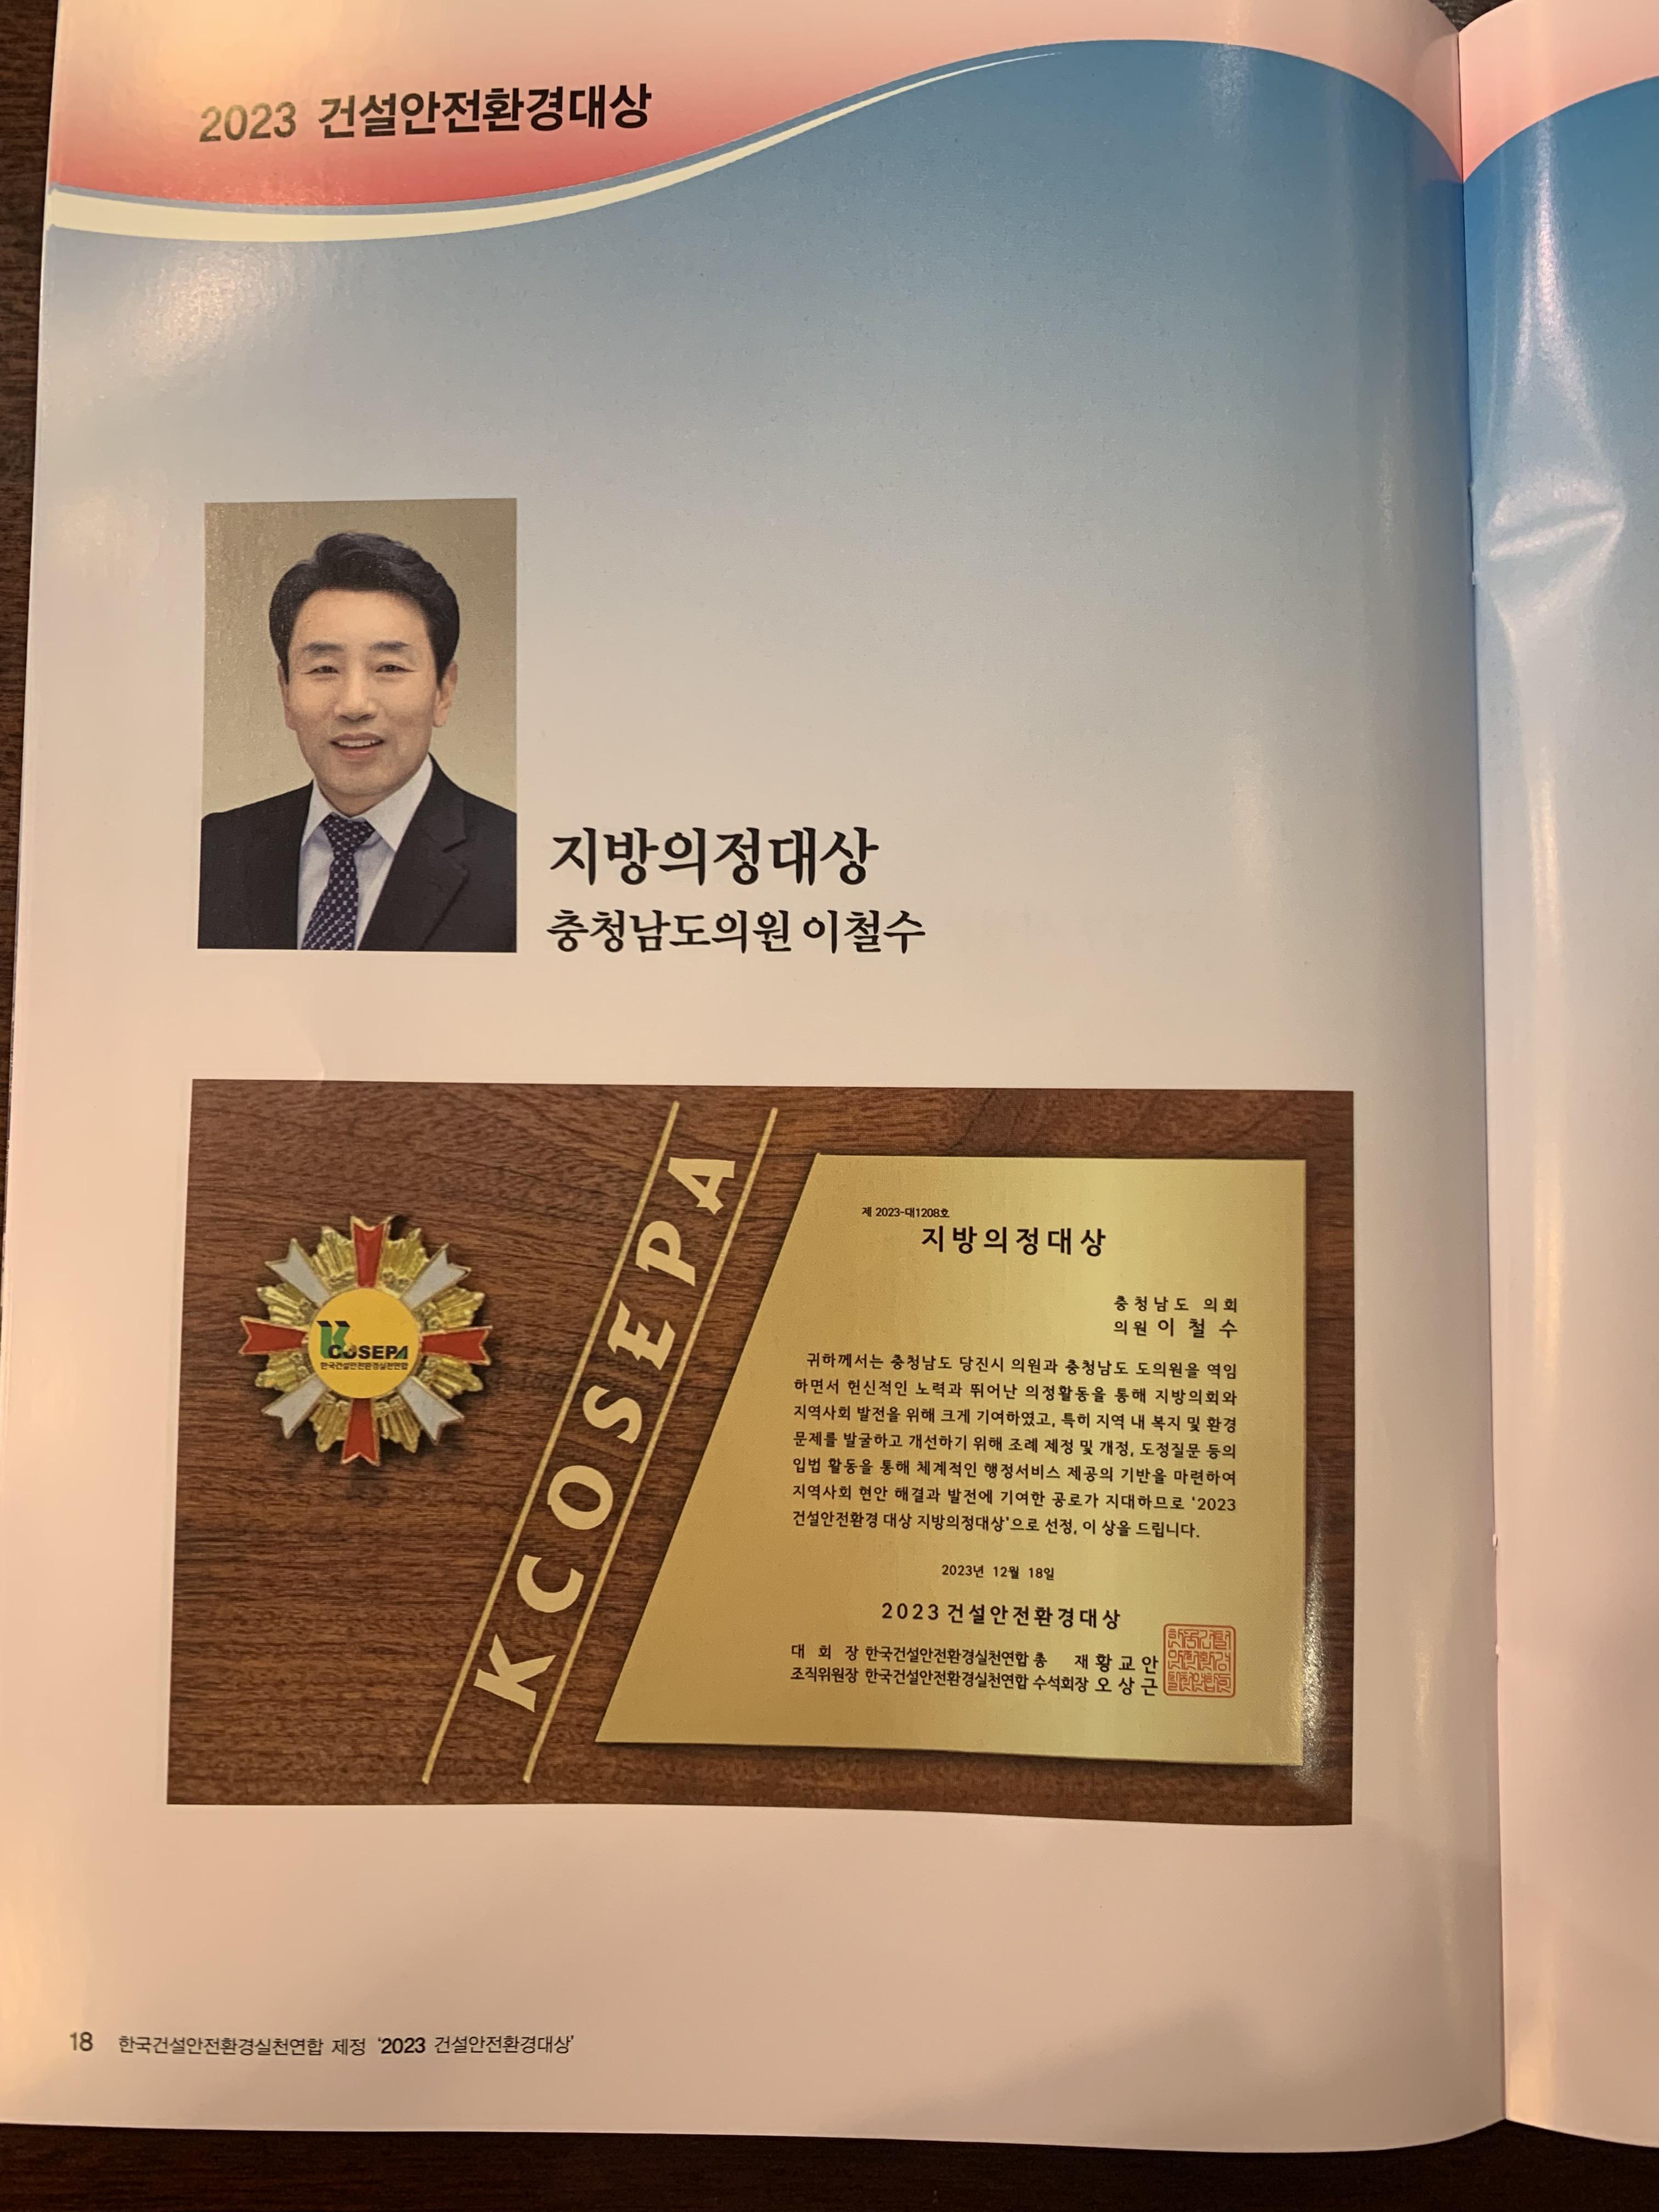 2023 건설안전환경대상
지방의정대상
충청남도의원 이철수
KCOSEPA
KCOSEPA
한국건설안전환경실천연합
제 2023-대1208호
지방의정대상
충청남도 의회
의원 이 철 수
귀하께서는 충청남도 당진시 의원과 충청남도 도의원을 역임
하면서 헌신적인 노력과 뛰어난 의정활동을 통해 지방의회와
지역사회 발전을 위해 크게 기여하였고, 특히 지역 내 복지 및 환경
문제를 발굴하고 개선하기 위해 조례 제정 및 개정, 도정질문 등의
입법 활동을 통해 체계적인 행정서비스 제공의 기반을 마련하여
지역사회 현안 해결과 발전에 기여한 공로가 지대하므로 '2023
건설안전환경 대상 지방의정대상'으로 선정, 이 상을 드립니다.
2023년 12월 18일
2023 건설안전환경대상
대 회 장 한국건설안전환경실천연합 총 재 황 교 안
조직위원장 한국건설안전환경실천연합 수석회장 오 상 근
18 한국건설안전환경실천연합 제정 '2023 건설안전환경대상'